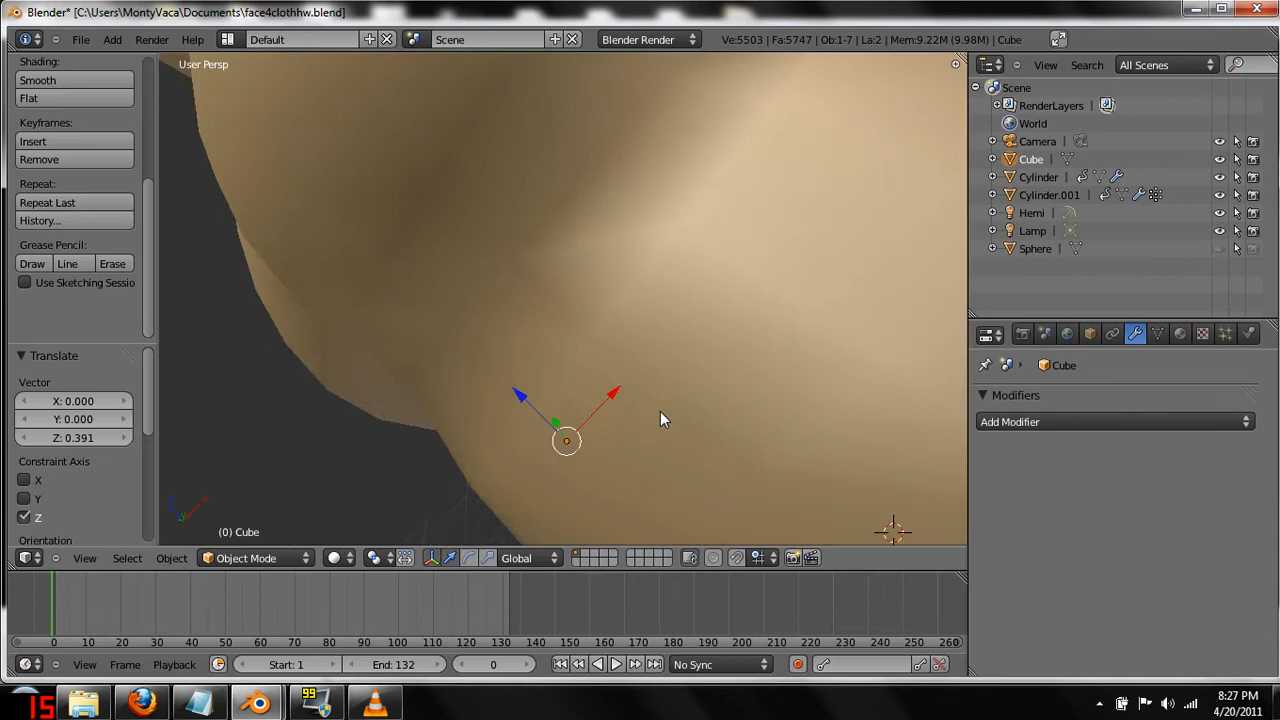 Blender* [C:\Users\MontyVaca\Documents\face4clothhw.blend]
File Add Render Help Default Scene Blender Render Ve:5503 | Fa:5747 | Ob:1-7 | La:2 | Mem:9.22M (9.98M) | Cube
Shading:
Smooth
Flat
Keyframes:
Insert
Remove
Repeat:
Repeat Last
History...
Grease Pencil:
Draw Line Erase
Use Sketching Sessio
Translate
Vector
X: 0.000
Y: 0.000
Z: 0.391
Constraint Axis
X
Y
Z
Orientation
User Persp
(0) Cube
View Select Object Object Mode Global
View Search All Scenes
Scene
RenderLayers |
World
Camera |
Cube |
Cylinder |
Cylinder.001 |
Hemi |
Lamp |
Sphere |
Cube
Modifiers
Add Modifier
0 10 20 30 40 50 60 70 80 90 100 110 120 130 140 150 160 170 180 190 200 210 220 230 240 250 260
View Frame Playback Start: 1 End: 132 0 No Sync
15
99
8:27 PM
4/20/2011